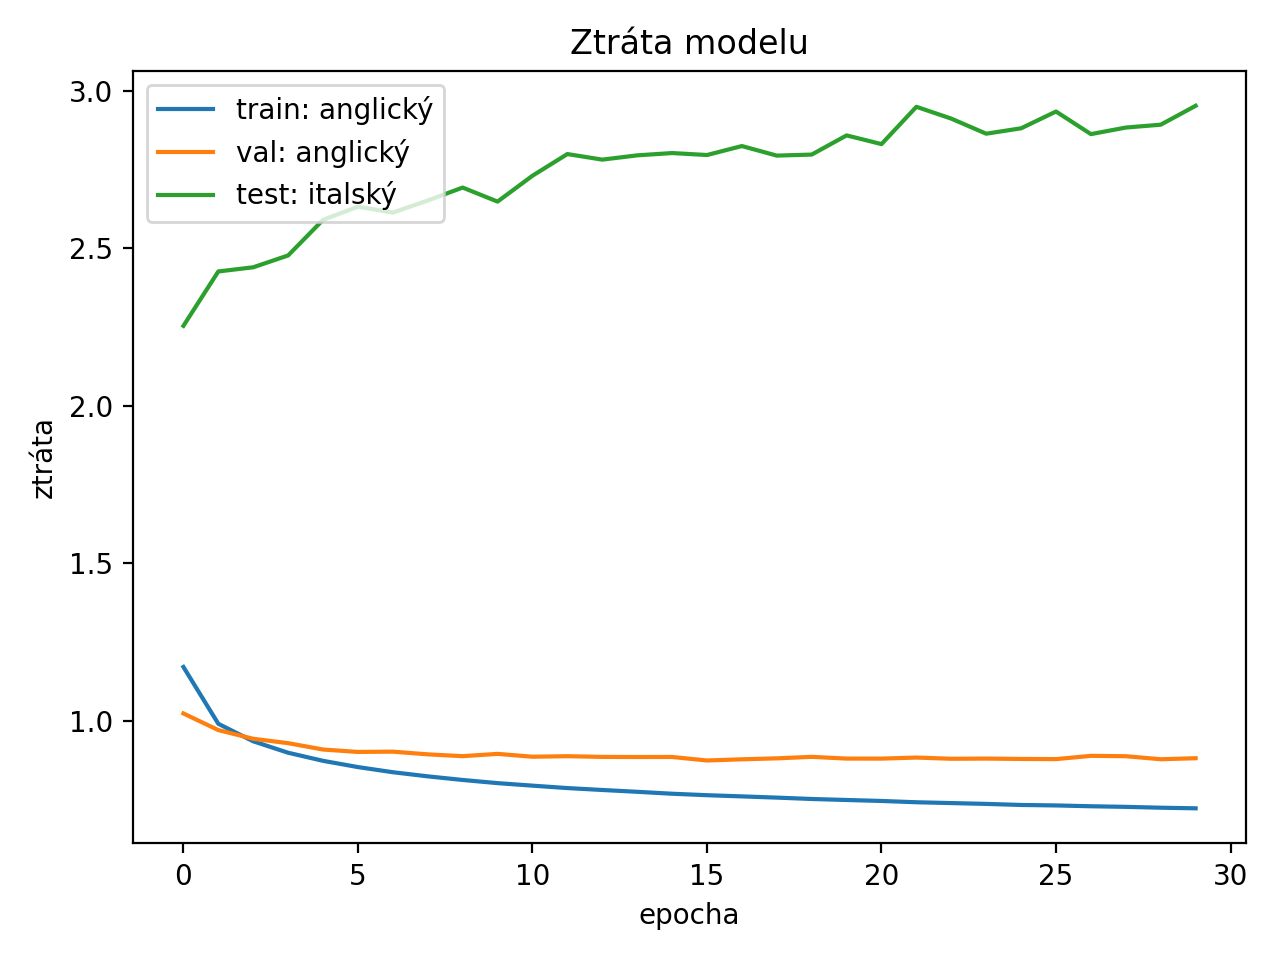 Ztráta modelu
train: anglický
val: anglický
test: italský
ztráta
3.0
2.5
2.0
1.5
1.0
0 5 10 15 20 25 30
epocha